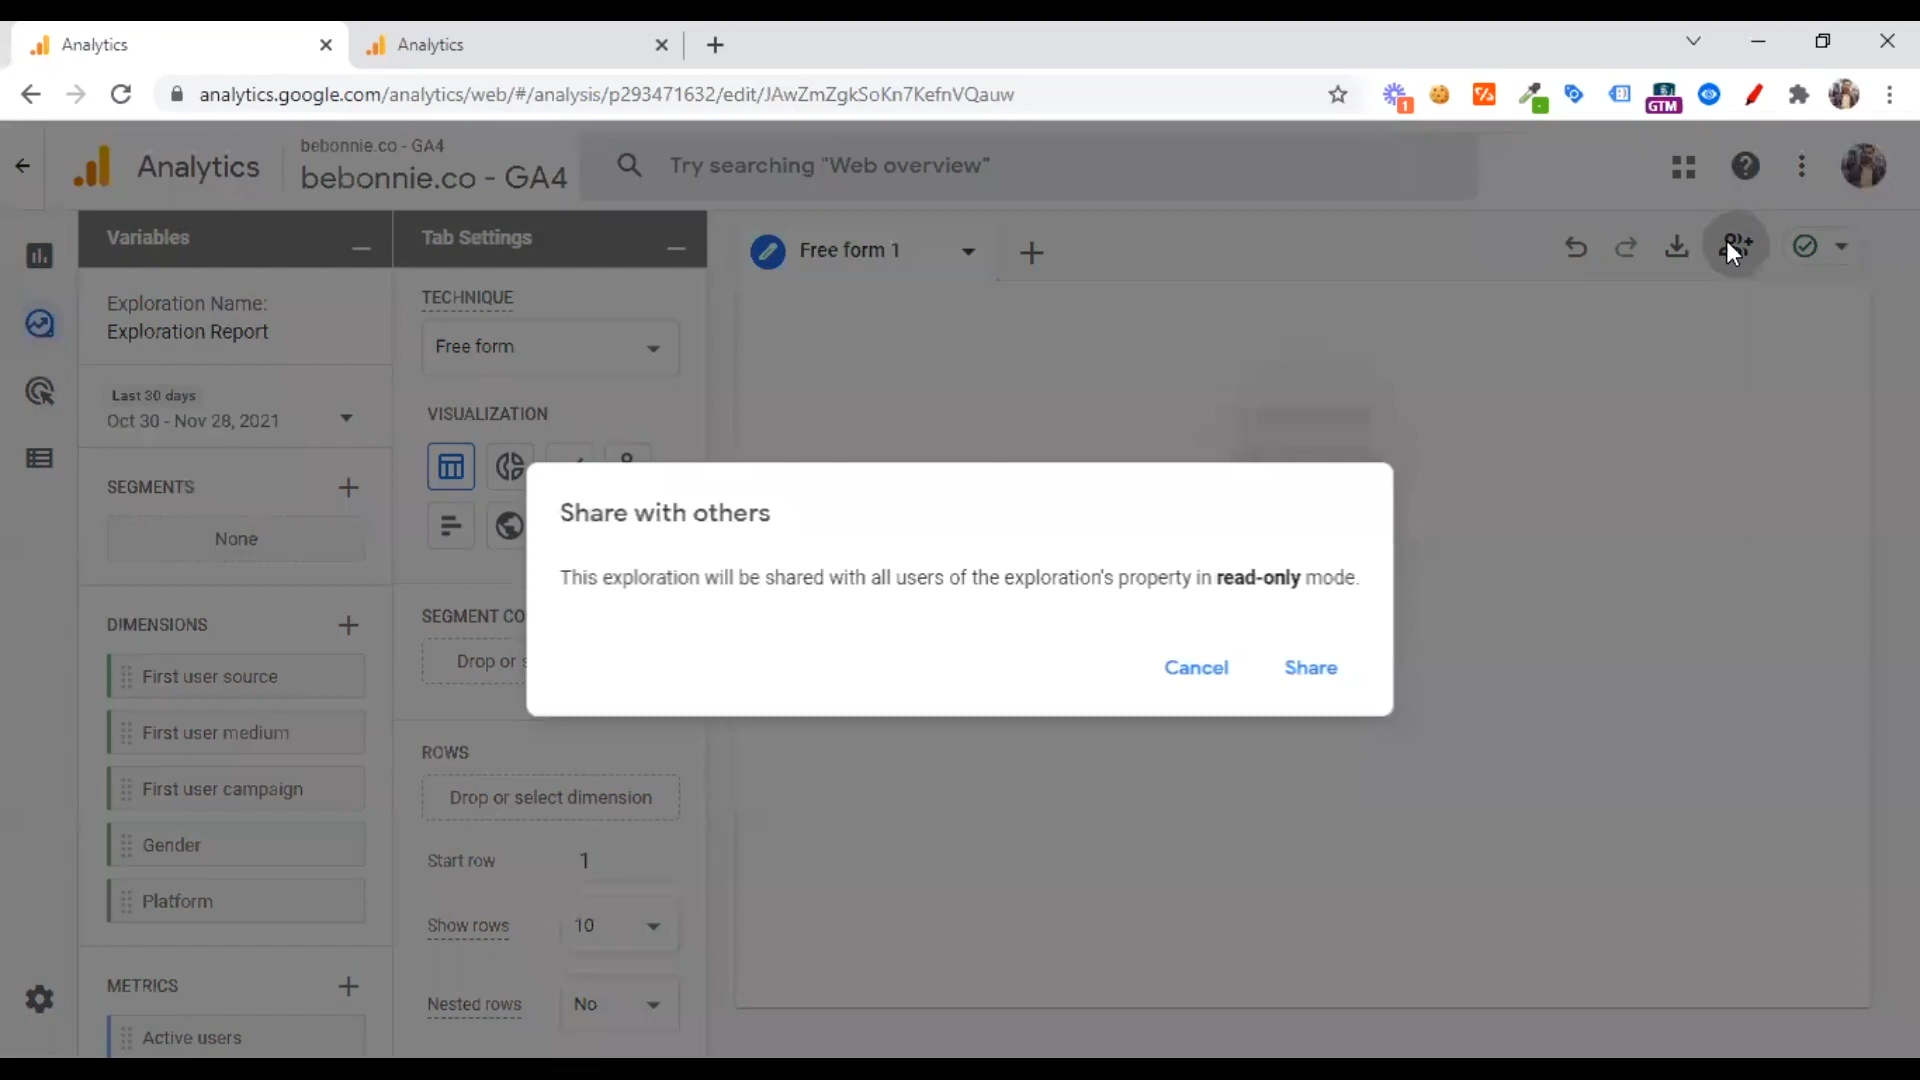 Analytics
Analytics
analytics.google.com/analytics/web/#/analysis/p293471632/edit/JAwZmZgkSoKn7KefnVQauw
1
GTM
Analytics
bebonnie.co - GA4
bebonnie.co - GA4
Try searching "Web overview"
Variables
Exploration Name:
Exploration Report
Last 30 days
Oct 30 - Nov 28, 2021
SEGMENTS
None
DIMENSIONS
First user source
First user medium
First user campaign
Gender
Platform
METRICS
Active users
Tab Settings
TECHNIQUE
Free form
VISUALIZATION
SEGMENT CO
Drop or s
ROWS
Drop or select dimension
Start row
1
Show rows
10
Nested rows
No
Free form 1
Share with others
This exploration will be shared with all users of the exploration's property in read-only mode.
Cancel
Share